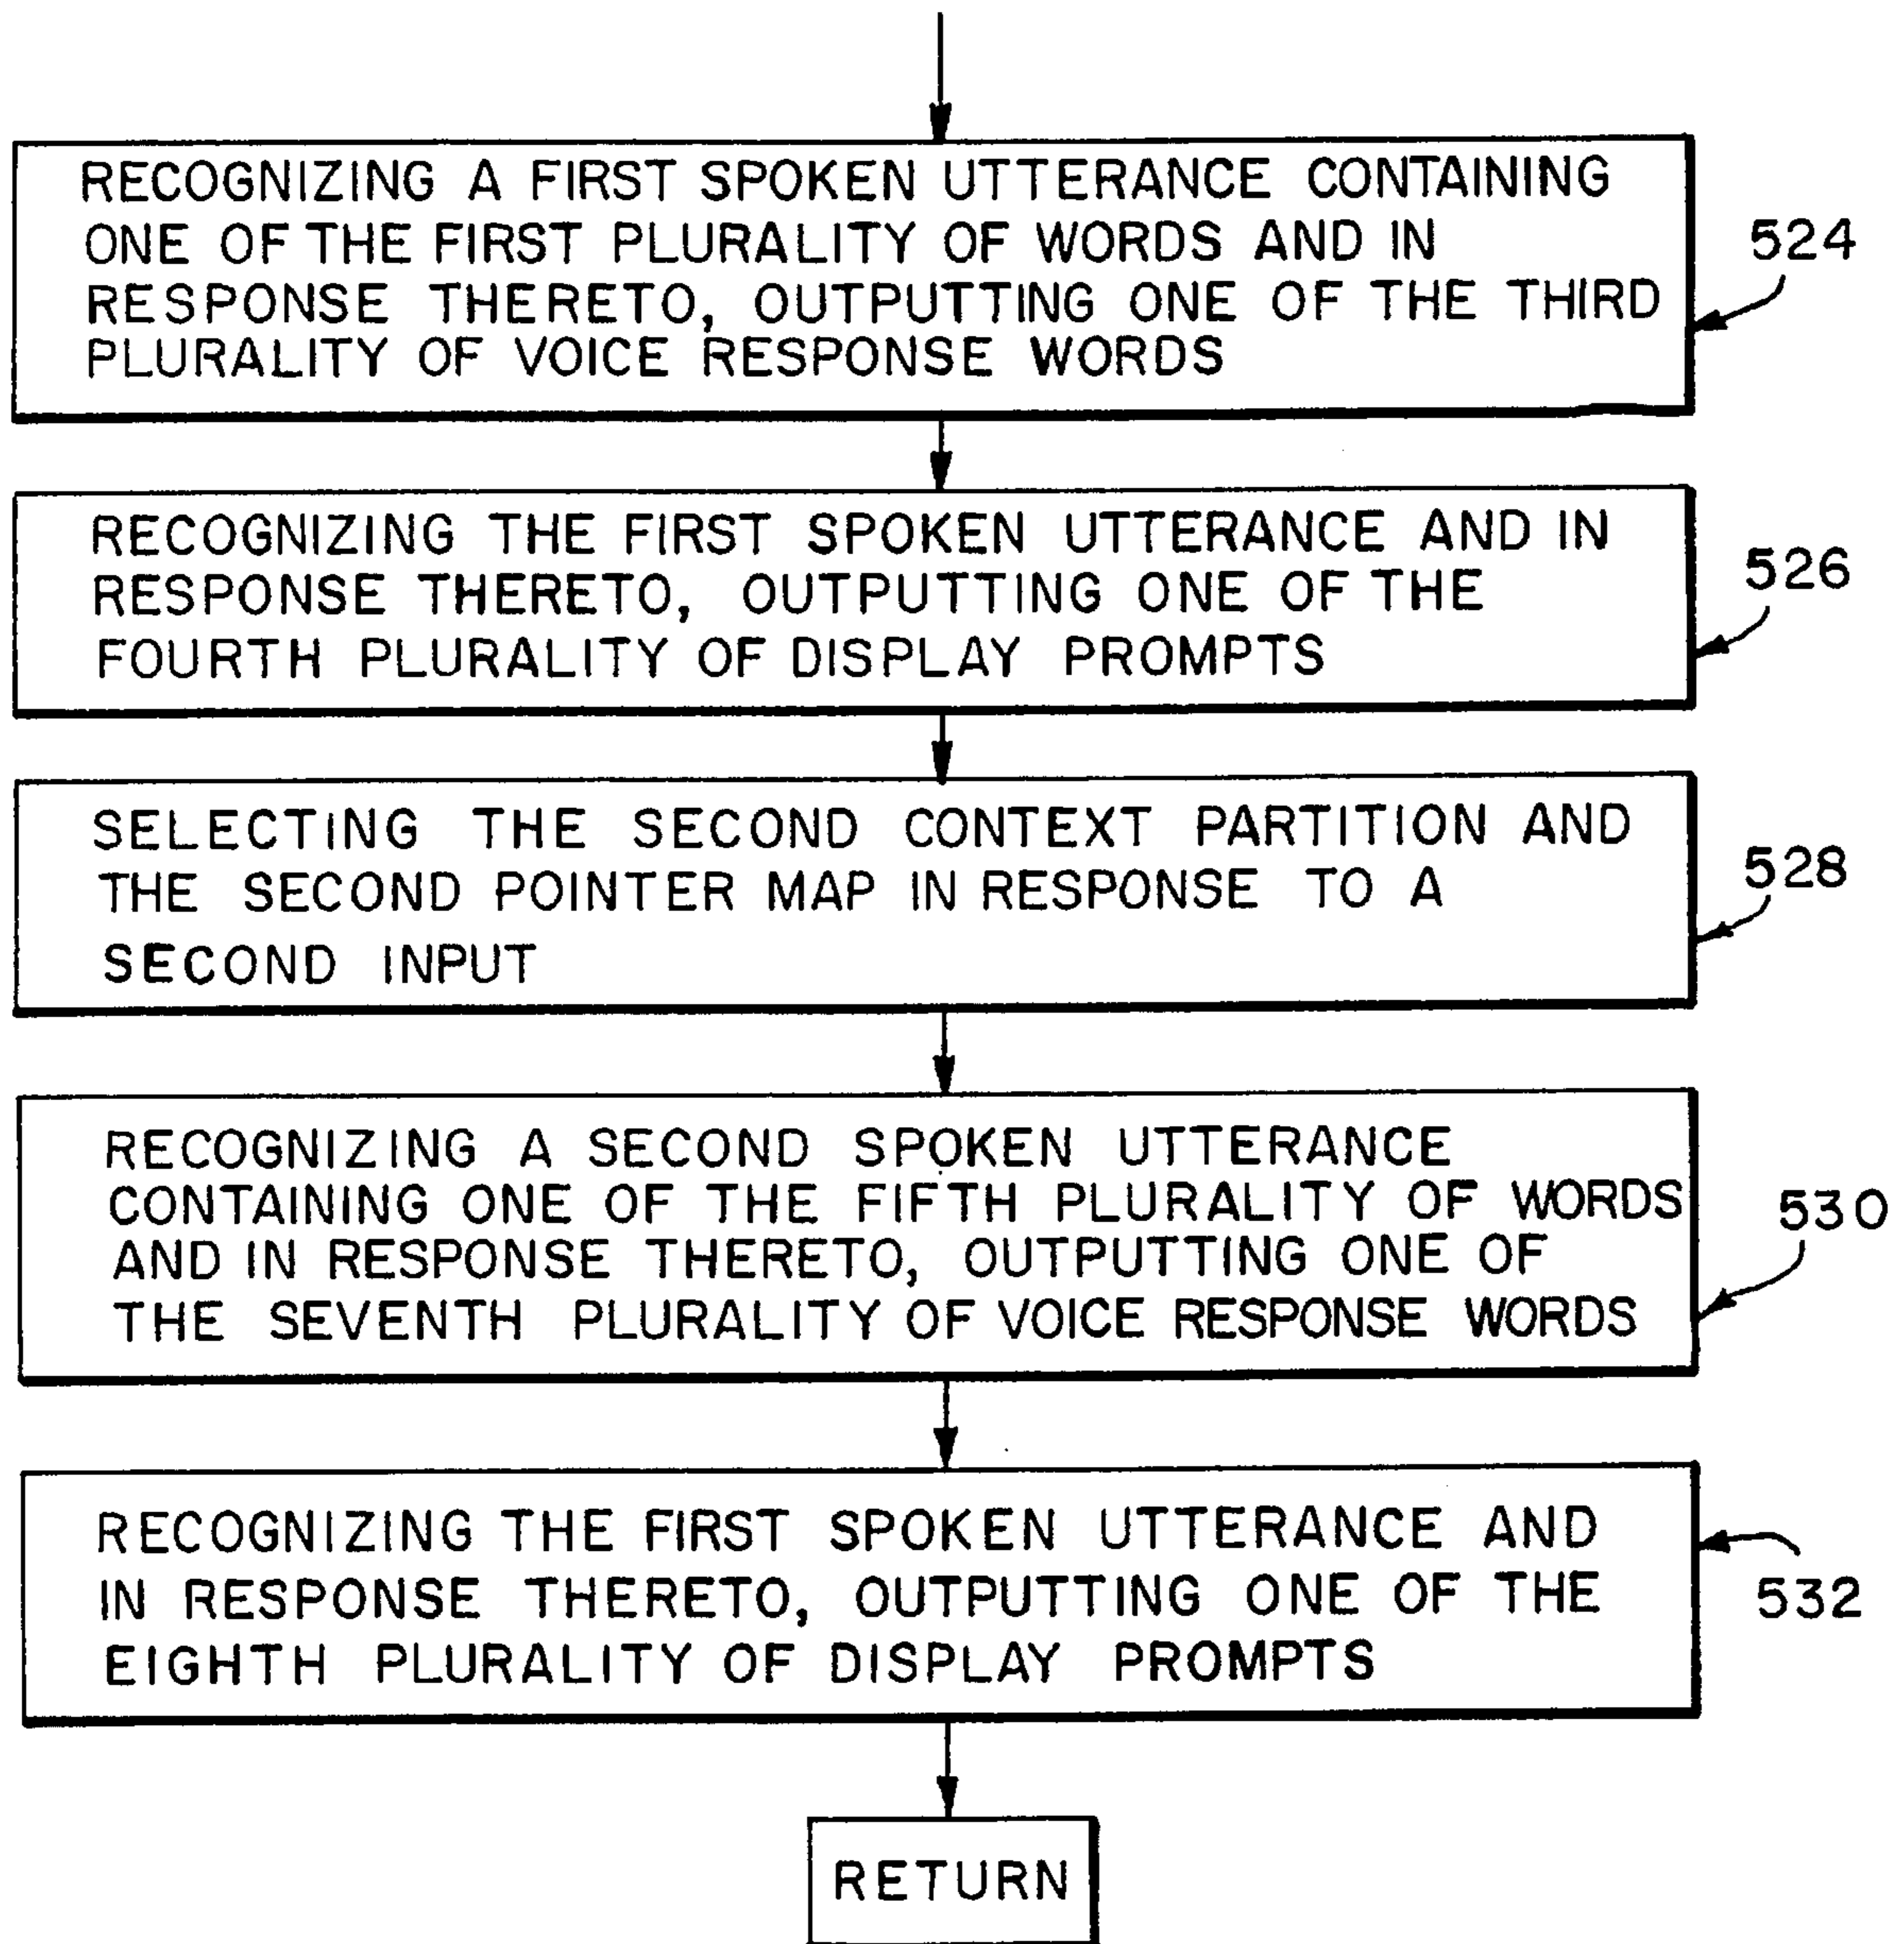 RECOGNIZING A FIRST SPOKEN UTTERANCE CONTAINING
ONE OF THE FIRST PLURALITY OF WORDS AND IN
RESPONSE THERETO, OUTPUTTING ONE OF THE THIRD
PLURALITY OF VOICE RESPONSE WORDS
524
RECOGNIZING THE FIRST SPOKEN UTTERANCE AND IN
RESPONSE THERETO, OUTPUTTING ONE OF THE
FOURTH PLURALITY OF DISPLAY PROMPTS
526
SELECTING THE SECOND CONTEXT PARTITION AND
THE SECOND POINTER MAP IN RESPONSE TO A
SECOND INPUT
528
RECOGNIZING A SECOND SPOKEN UTTERANCE
CONTAINING ONE OF THE FIFTH PLURALITY OF WORDS
AND IN RESPONSE THERETO, OUTPUTTING ONE OF
THE SEVENTH PLURALITY OF VOICE RESPONSE WORDS
530
RECOGNIZING THE FIRST SPOKEN UTTERANCE AND
IN RESPONSE THERETO, OUTPUTTING ONE OF THE
EIGHTH PLURALITY OF DISPLAY PROMPTS
532
RETURN